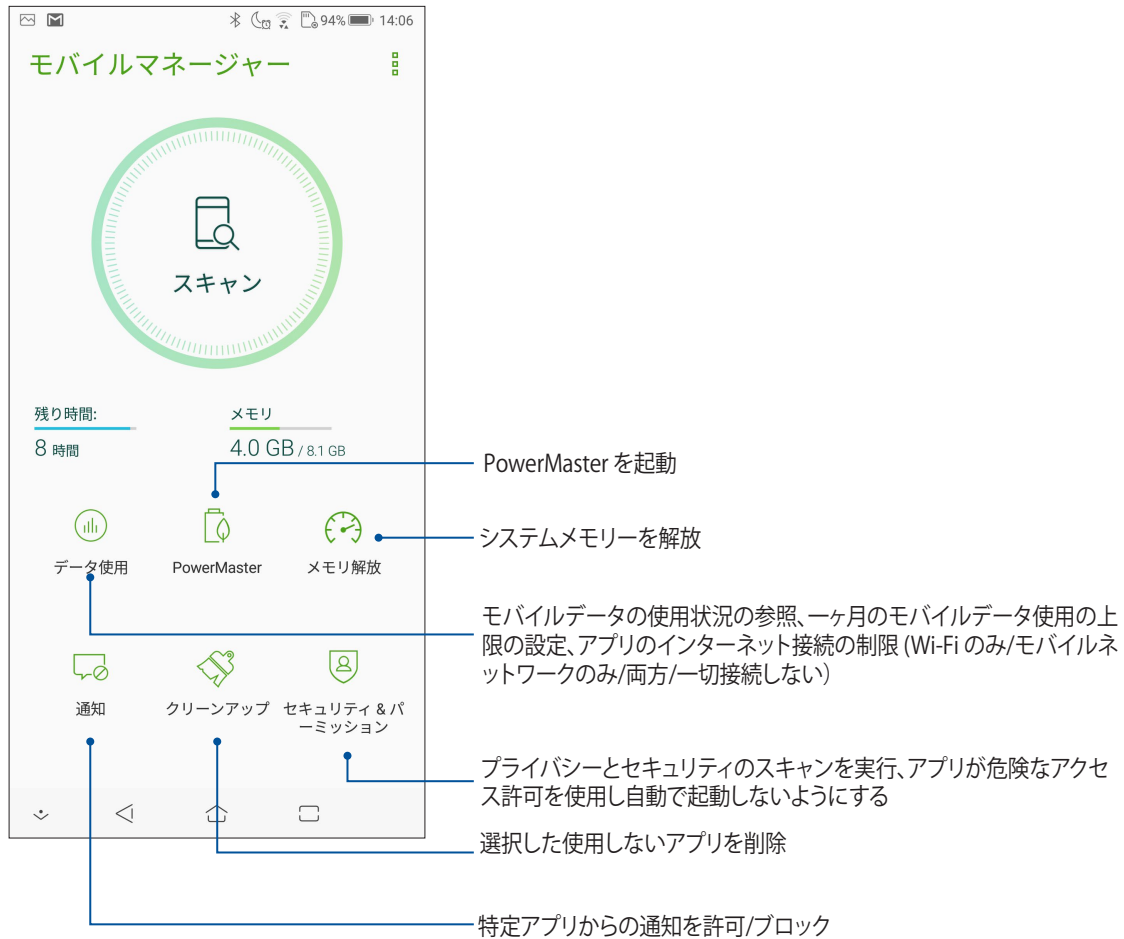 94% 14:06
モバイルマネージャー
スキャン
残り時間: メモリ
8 時間 4.0 GB / 8.1 GB
PowerMaster を起動
システムメモリーを解放
データ使用 PowerMaster メモリ解放
モバイルデータの使用状況の参照、一ヶ月のモバイルデータ使用の上
限の設定、アプリのインターネット接続の制限 (Wi-Fi のみ/モバイルネ
ットワークのみ/両方/一切接続しない)
通知 クリーンアップ セキュリティ & パ
ーミッション
プライバシーとセキュリティのスキャンを実行、アプリが危険なアクセ
ス許可を使用し自動で起動しないようにする
選択した使用しないアプリを削除
特定アプリからの通知を許可/ブロック